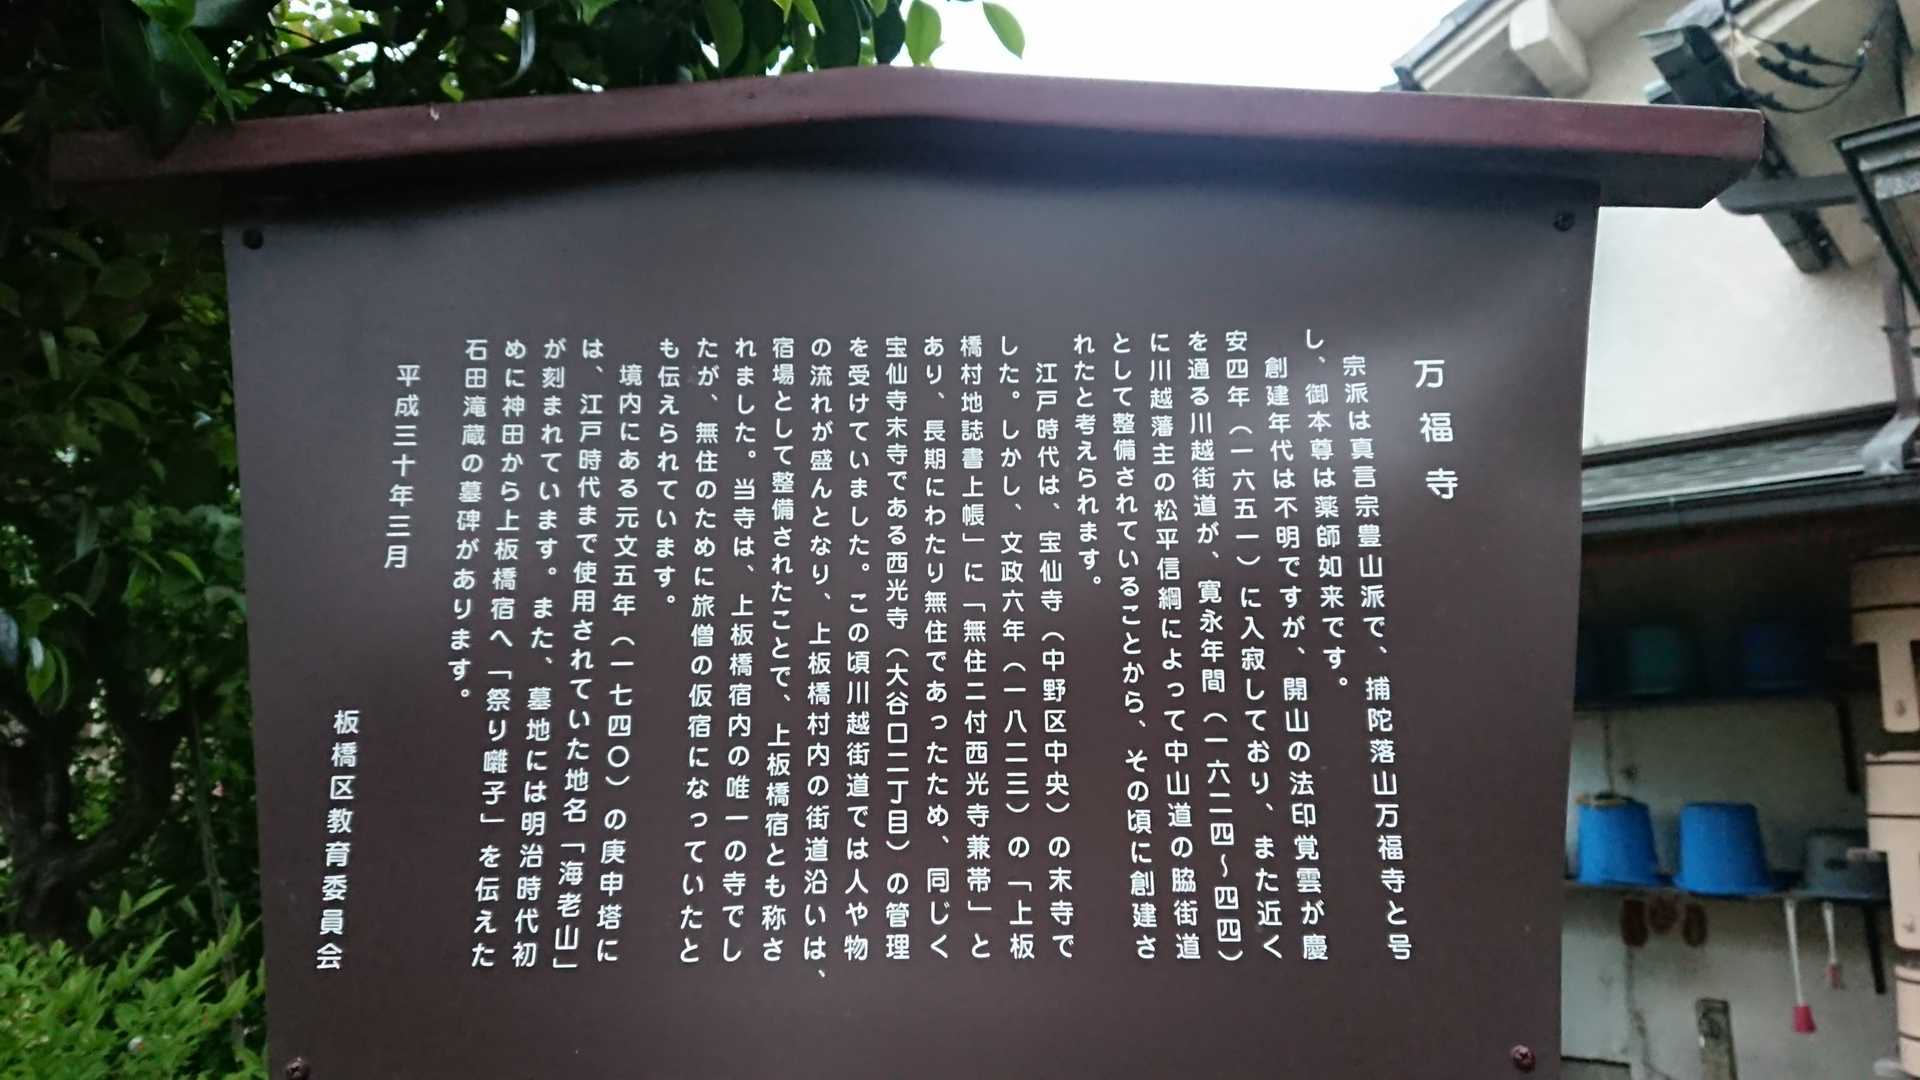 万福寺
宗派は真言宗豊山派で、捕陀落山万福寺と号
し、御本尊は薬師如来です。
創建年代は不明ですが、開山の法印覚雲が慶
安四年（一六五一）に入寂しており、また近く
を通る川越街道が、寛永年間（一六二四～四四）
に川越藩主の松平信綱によって中山道の脇街道
として整備されていることから、その頃に創建さ
れたと考えられます。
江戸時代は、宝仙寺（中野区中央）の末寺で
した。しかし、文政六年（一八二三）の「上板
橋村地誌書上帳」に「無住ニ付西光寺兼帯」と
あり、長期にわたり無住であったため、同じく
宝仙寺末寺である西光寺（大谷口二丁目）の管理
を受けていました。この頃川越街道では人や物
の流れが盛んとなり、上板橋村内の街道沿いは、
宿場として整備されたことで、上板橋宿とも称さ
れました。当寺は、上板橋宿内の唯一の寺でし
たが、無住のために旅僧の仮宿になっていたと
も伝えられています。
境内にある元文五年（一七四〇）の庚申塔に
は、江戸時代まで使用されていた地名「海老山」
が刻まれています。また、墓地には明治時代初
めに神田から上板橋宿へ「祭り囃子」を伝えた
石田滝蔵の墓碑があります。
平成三十年三月
板橋区教育委員会